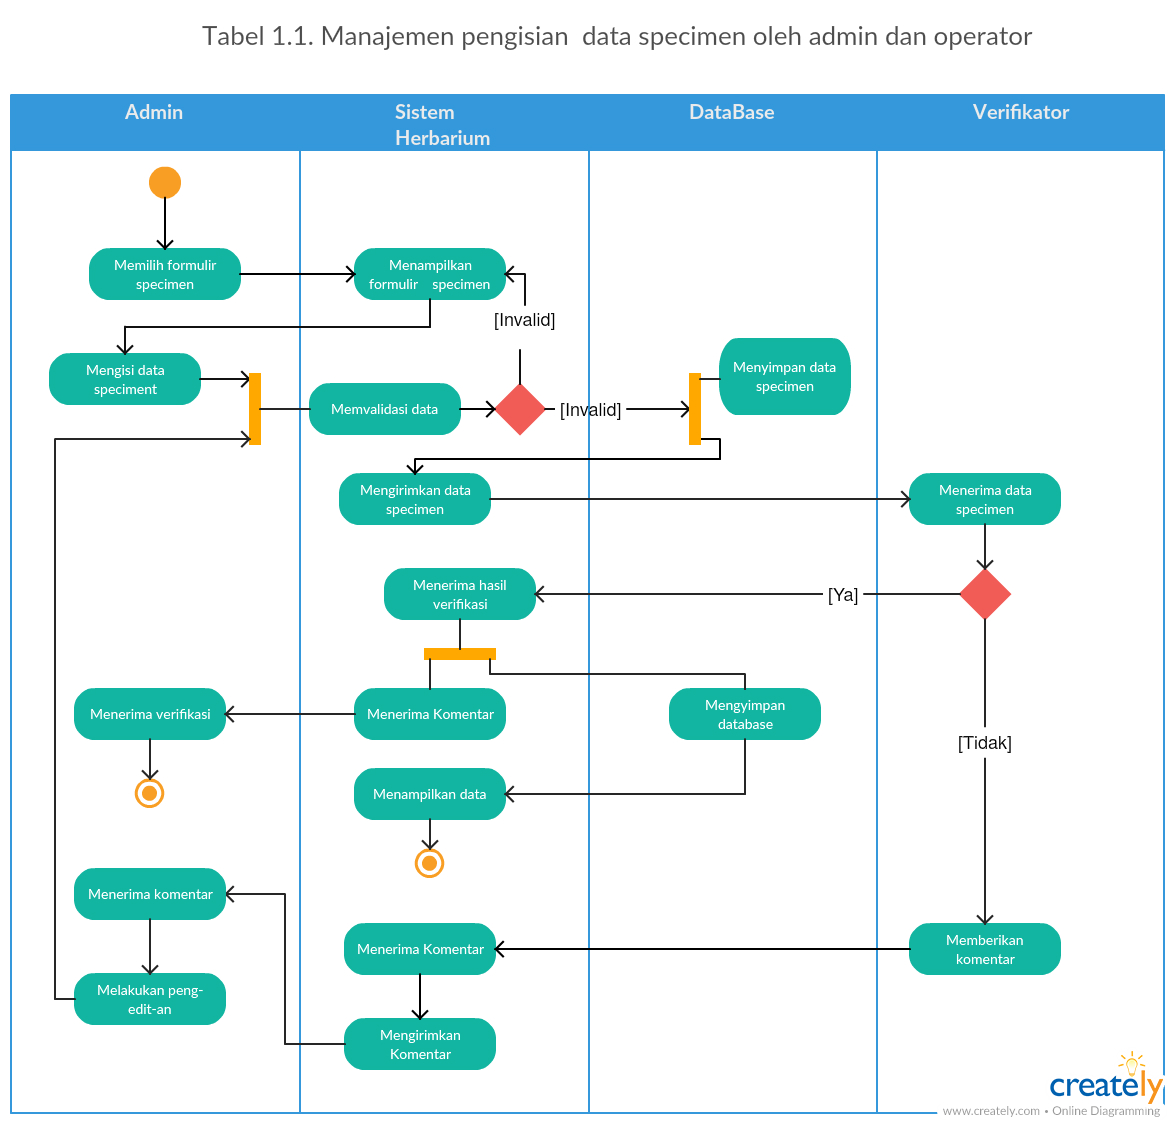 Tabel 1.1. Manajemen pengisian data specimen oleh admin dan operator
Admin
Sistem
Herbarium
DataBase
Verifikator
Memilih formulir
specimen
Menampilkan
formulir specimen
[Invalid]
Mengisi data
speciment
Memvalidasi data
[Invalid]
Menyimpan data
specimen
Mengirimkan data
specimen
Menerima data
specimen
Menerima hasil
verifikasi
[Ya]
Menerima verifikasi
Menerima Komentar
Mengyimpan
database
[Tidak]
Menampilkan data
Menerima komentar
Menerima Komentar
Memberikan
komentar
Melakukan peng-
edit-an
Mengirimkan
Komentar
creately
www.creately.com • Online Diagramming